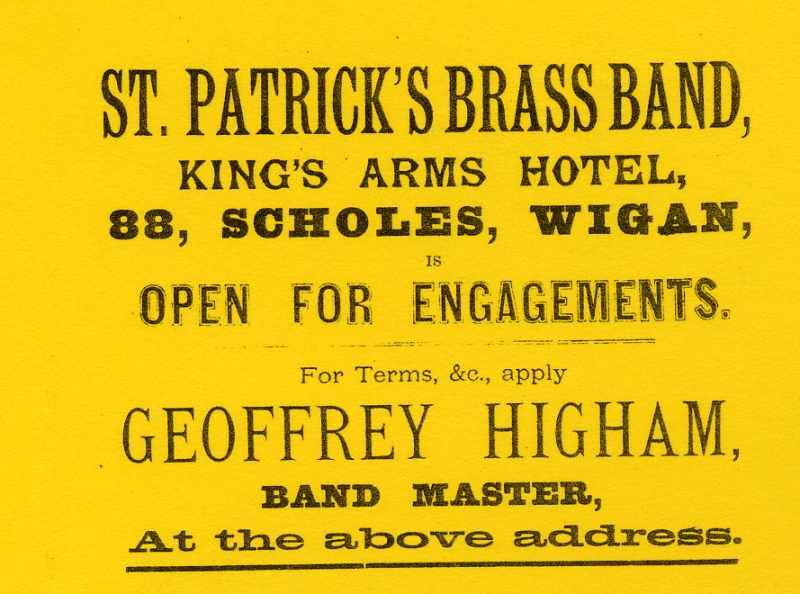 ST. PATRICK'S BRASS BAND,
KING'S ARMS HOTEL,
88, SCHOLES, WIGAN,
IS
OPEN FOR ENGAGEMENTS.
For Terms, &c., apply
GEOFFREY HIGHAM,
BAND MASTER,
At the above address.